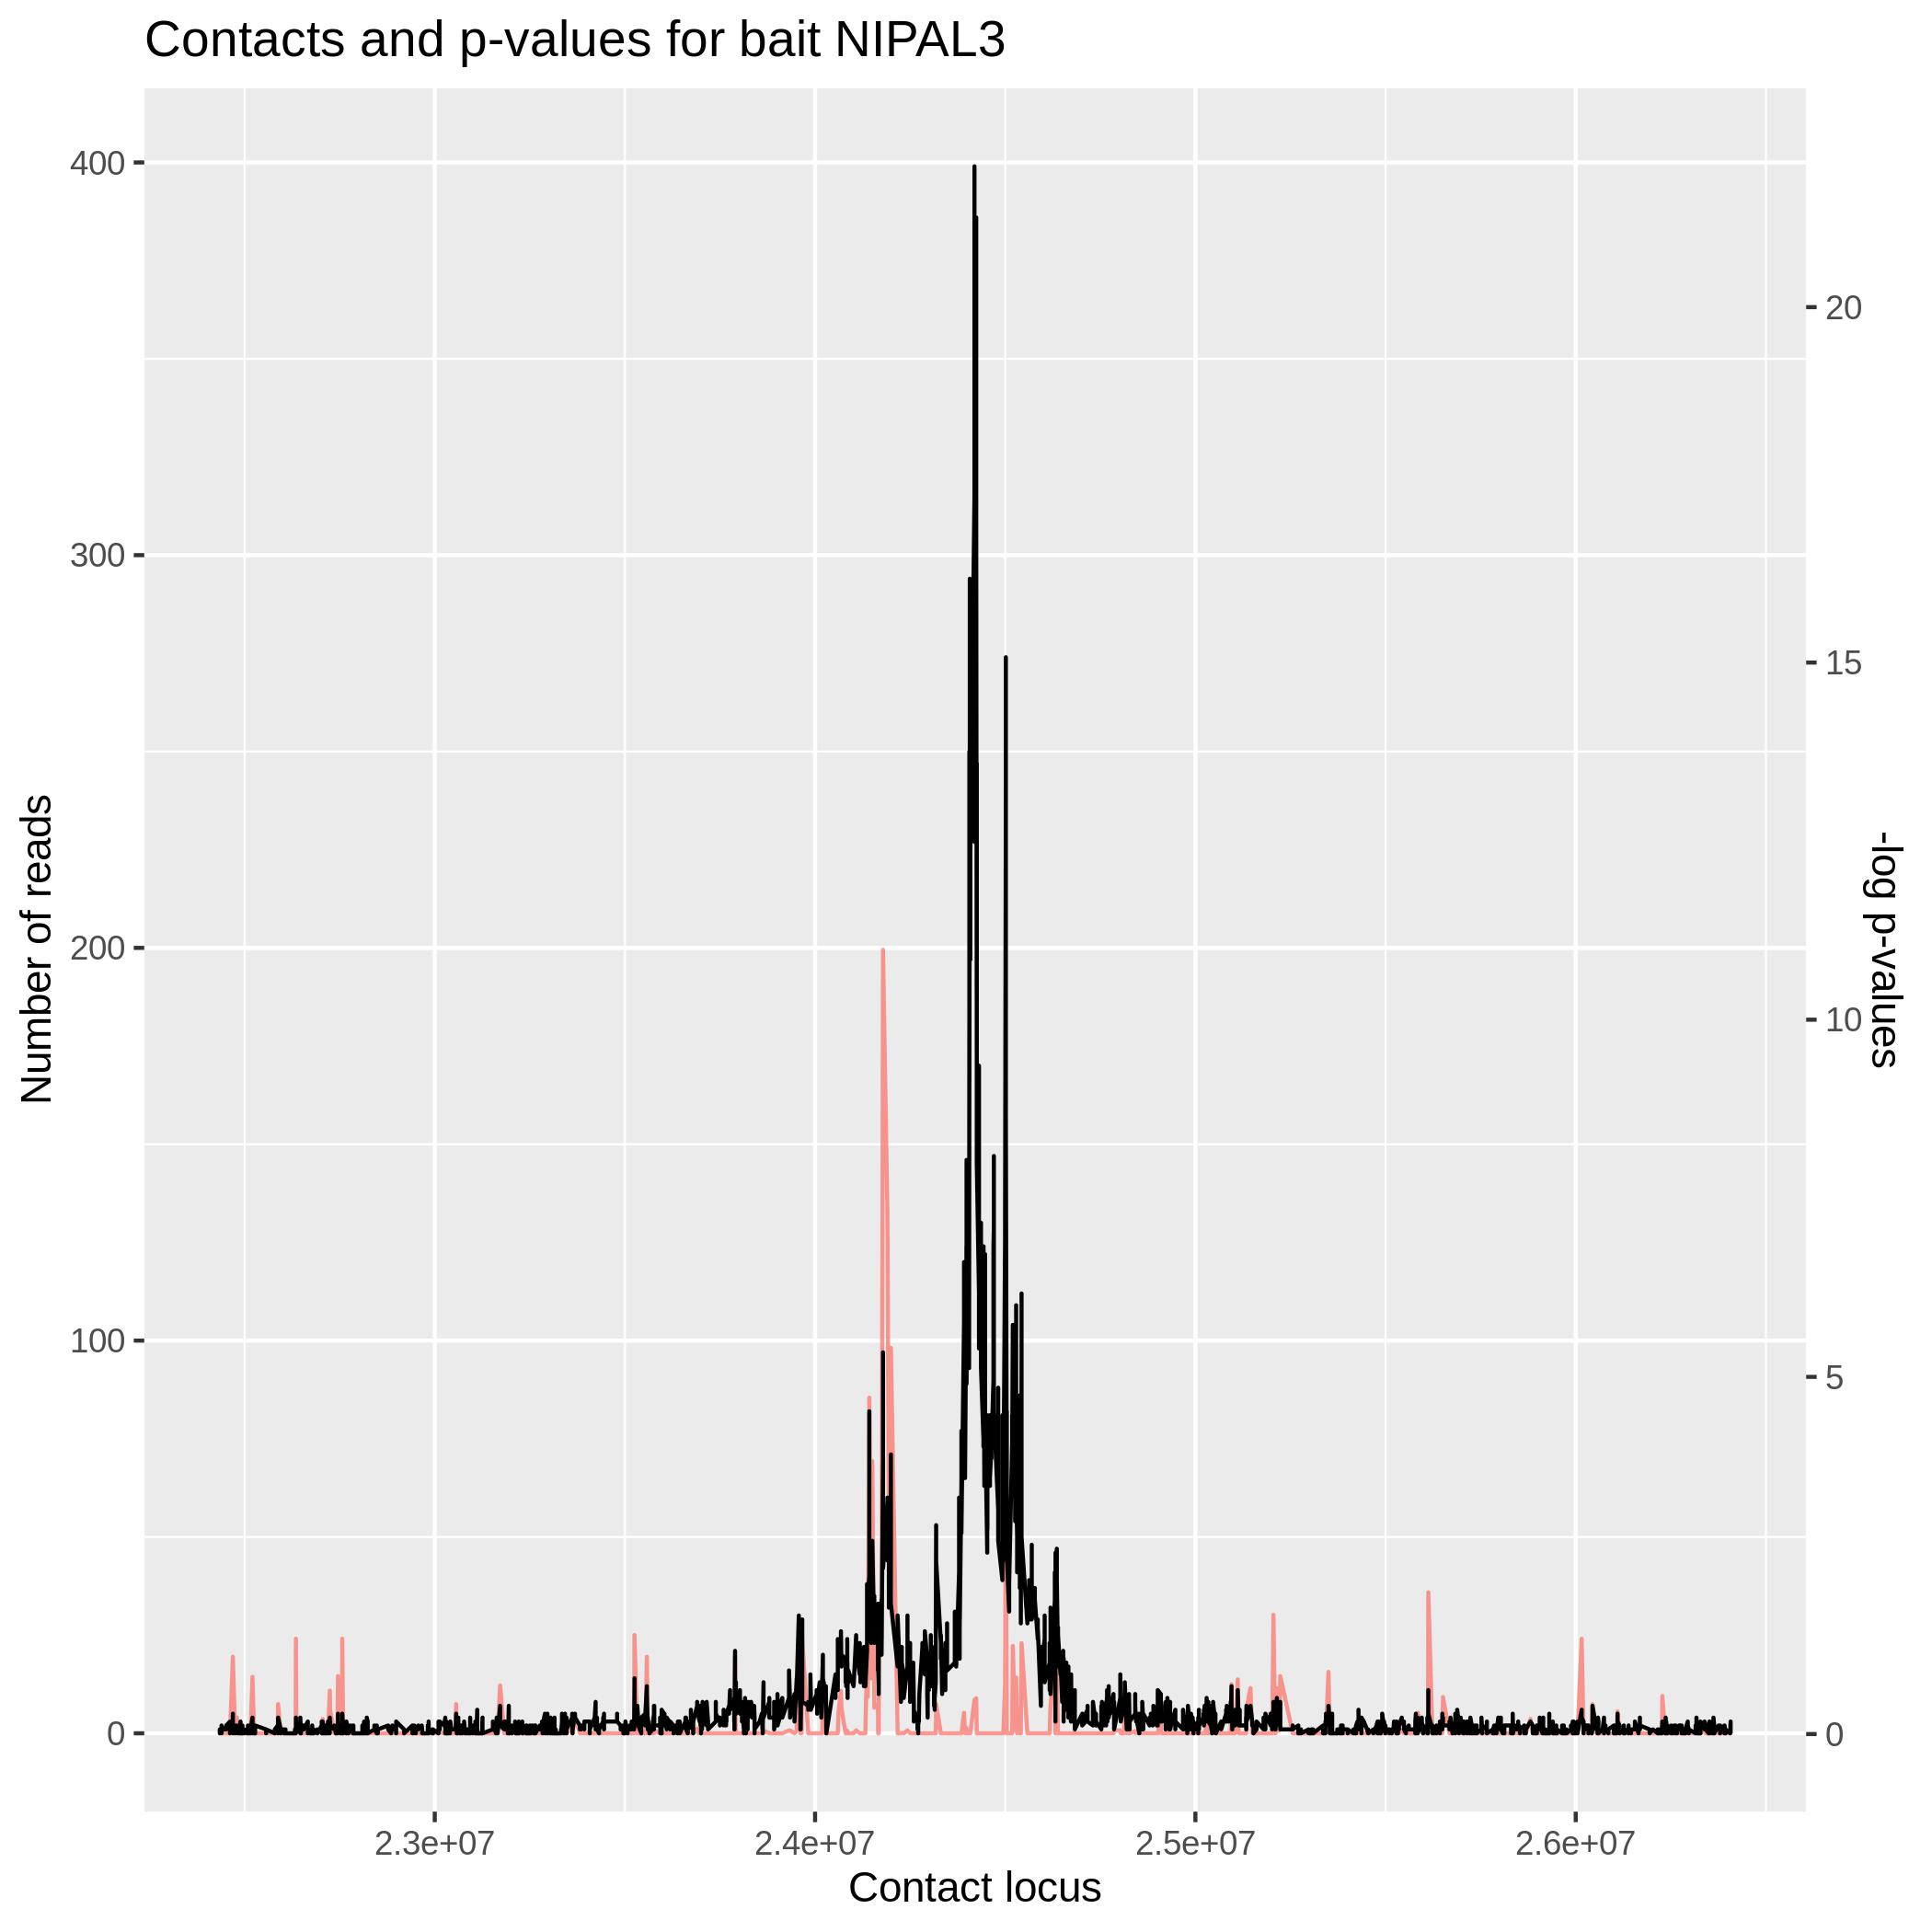 Contacts and p-values for bait NIPAL3
400
300
200
100
0
Number of reads
20
15
10
5
0
-log p-values
2.3e+07
2.4e+07
2.5e+07
2.6e+07
Contact locus